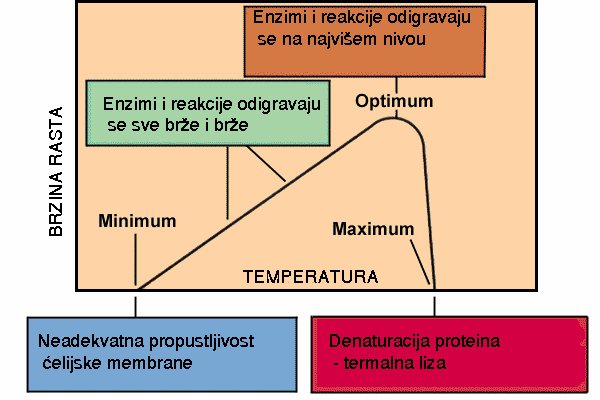 Enzimi i reakcije odigravaju
se na najvišem nivou
Optimum
Enzimi i reakcije odigravaju
se sve brže i brže
BRZINA RASTA
Minimum
Maximum
TEMPERATURA
Neadekvatna propustljivost
ćelijske membrane
Denaturacija proteina
- termalna liza